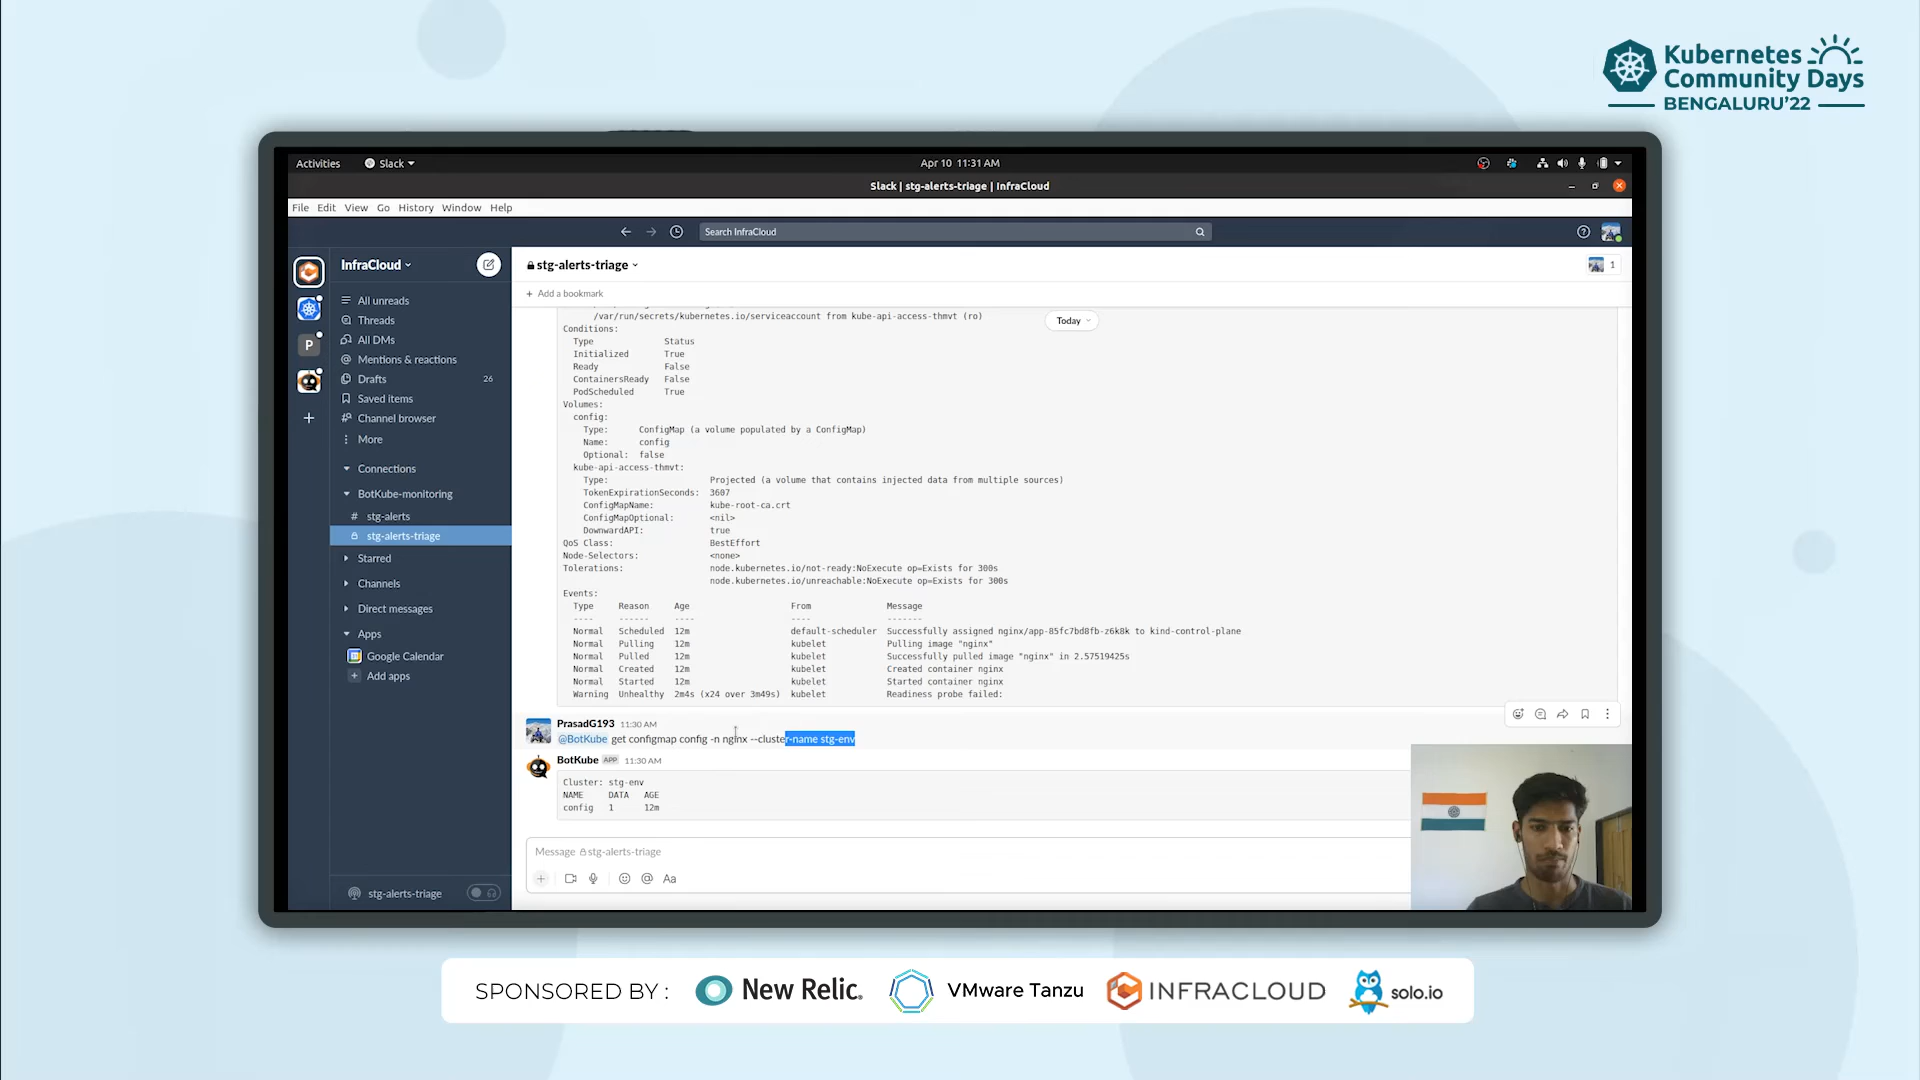 Kubernetes
Community Days
BENGALURU'22
Activities
Slack
Apr 10 11:31 AM
Slack | stg-alerts-triage | InfraCloud
File Edit View Go History Window Help
Search InfraCloud
InfraCloud
All unreads
Threads
All DMs
Mentions & reactions
Drafts 26
Saved items
Channel browser
More
Connections
BotKube-monitoring
# stg-alerts
stg-alerts-triage
Starred
Channels
Direct messages
Apps
Google Calendar
+ Add apps
stg-alerts-triage
P
+
stg-alerts-triage
1
+ Add a bookmark
Today
/var/run/secrets/kubernetes.io/serviceaccount from kube-api-access-thmvt (ro)
Conditions:
Type Status
Initialized True
Ready False
ContainersReady False
PodScheduled True
Volumes:
config:
Type: ConfigMap (a volume populated by a ConfigMap)
Name: config
Optional: false
kube-api-access-thmvt:
Type: Projected (a volume that contains injected data from multiple sources)
TokenExpirationSeconds: 3607
ConfigMapName: kube-root-ca.crt
ConfigMapOptional: <nil>
DownwardAPI: true
QoS Class: BestEffort
Node-Selectors: <none>
Tolerations: node.kubernetes.io/not-ready:NoExecute op=Exists for 300s
node.kubernetes.io/unreachable:NoExecute op=Exists for 300s
Events:
Type Reason Age From Message
---- ------ ---- ---- -------
Normal Scheduled 12m default-scheduler Successfully assigned nginx/app-85fc7bd8fb-z6k8k to kind-control-plane
Normal Pulling 12m kubelet Pulling image "nginx"
Normal Pulled 12m kubelet Successfully pulled image "nginx" in 2.57519425s
Normal Created 12m kubelet Created container nginx
Normal Started 12m kubelet Started container nginx
Warning Unhealthy 2m4s (x24 over 3m49s) kubelet Readiness probe failed:
PrasadG193 11:30 AM
@BotKube get configmap config -n nginx --cluster-name stg-env
BotKube APP 11:30 AM
Cluster: stg-env
NAME DATA AGE
config 1 12m
Message stg-alerts-triage
Aa
SPONSORED BY : New Relic. VMware Tanzu INFRACLOUD solo.io